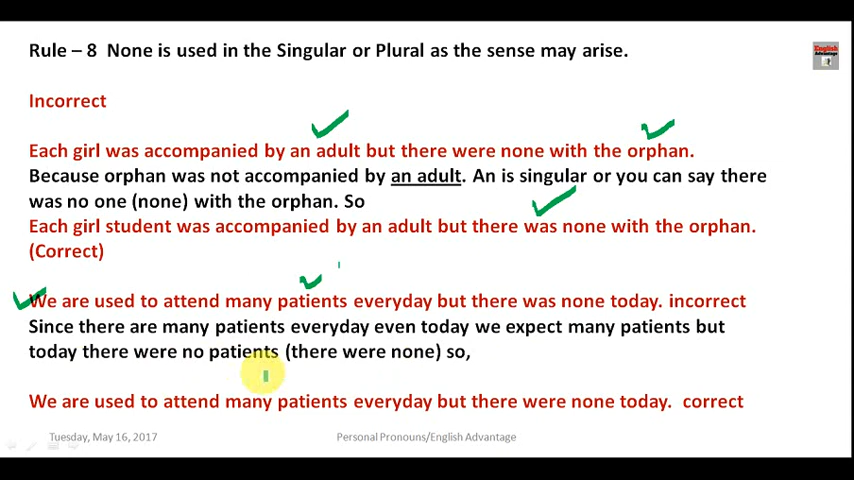 Rule – 8 None is used in the Singular or Plural as the sense may arise.
English
Advantage
Incorrect
Each girl was accompanied by an adult but there were none with the orphan.
Because orphan was not accompanied by an adult. An is singular or you can say there
was no one (none) with the orphan. So
Each girl student was accompanied by an adult but there was none with the orphan.
(Correct)
We are used to attend many patients everyday but there was none today. incorrect
Since there are many patients everyday even today we expect many patients but
today there were no patients (there were none) so,
We are used to attend many patients everyday but there were none today. correct
Tuesday, May 16, 2017
Personal Pronouns/English Advantage